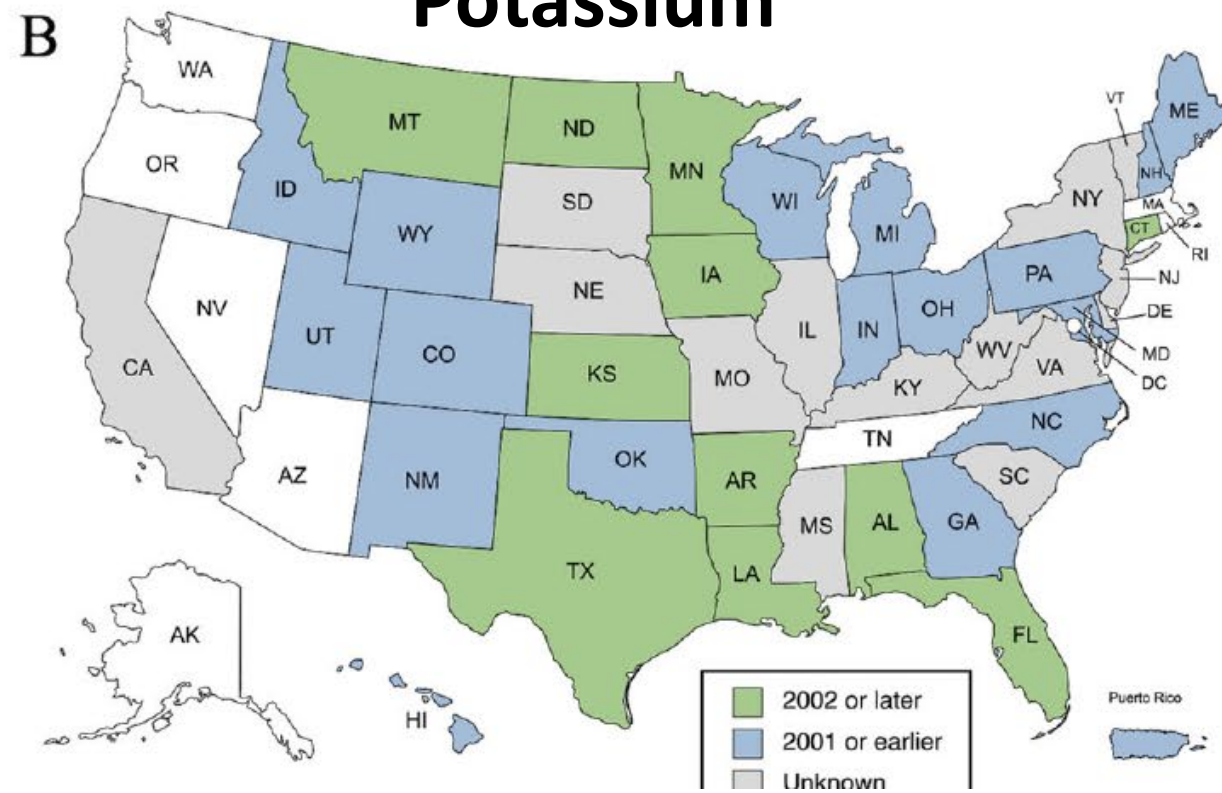 Potassium
B
WA
MT
ND
MN
OR
ID
SD
WI
MI
VT
ME
NH
NY
MA
CT
RI
WY
IA
PA
NJ
NV
NE
OH
DE
UT
CO
IL
IN
WV
MD
DC
CA
KS
MO
KY
VA
AZ
NM
OK
AR
TN
NC
SC
MS
AL
GA
TX
LA
FL
AK
HI
Puerto Rico
2002 or later
2001 or earlier
Unknown